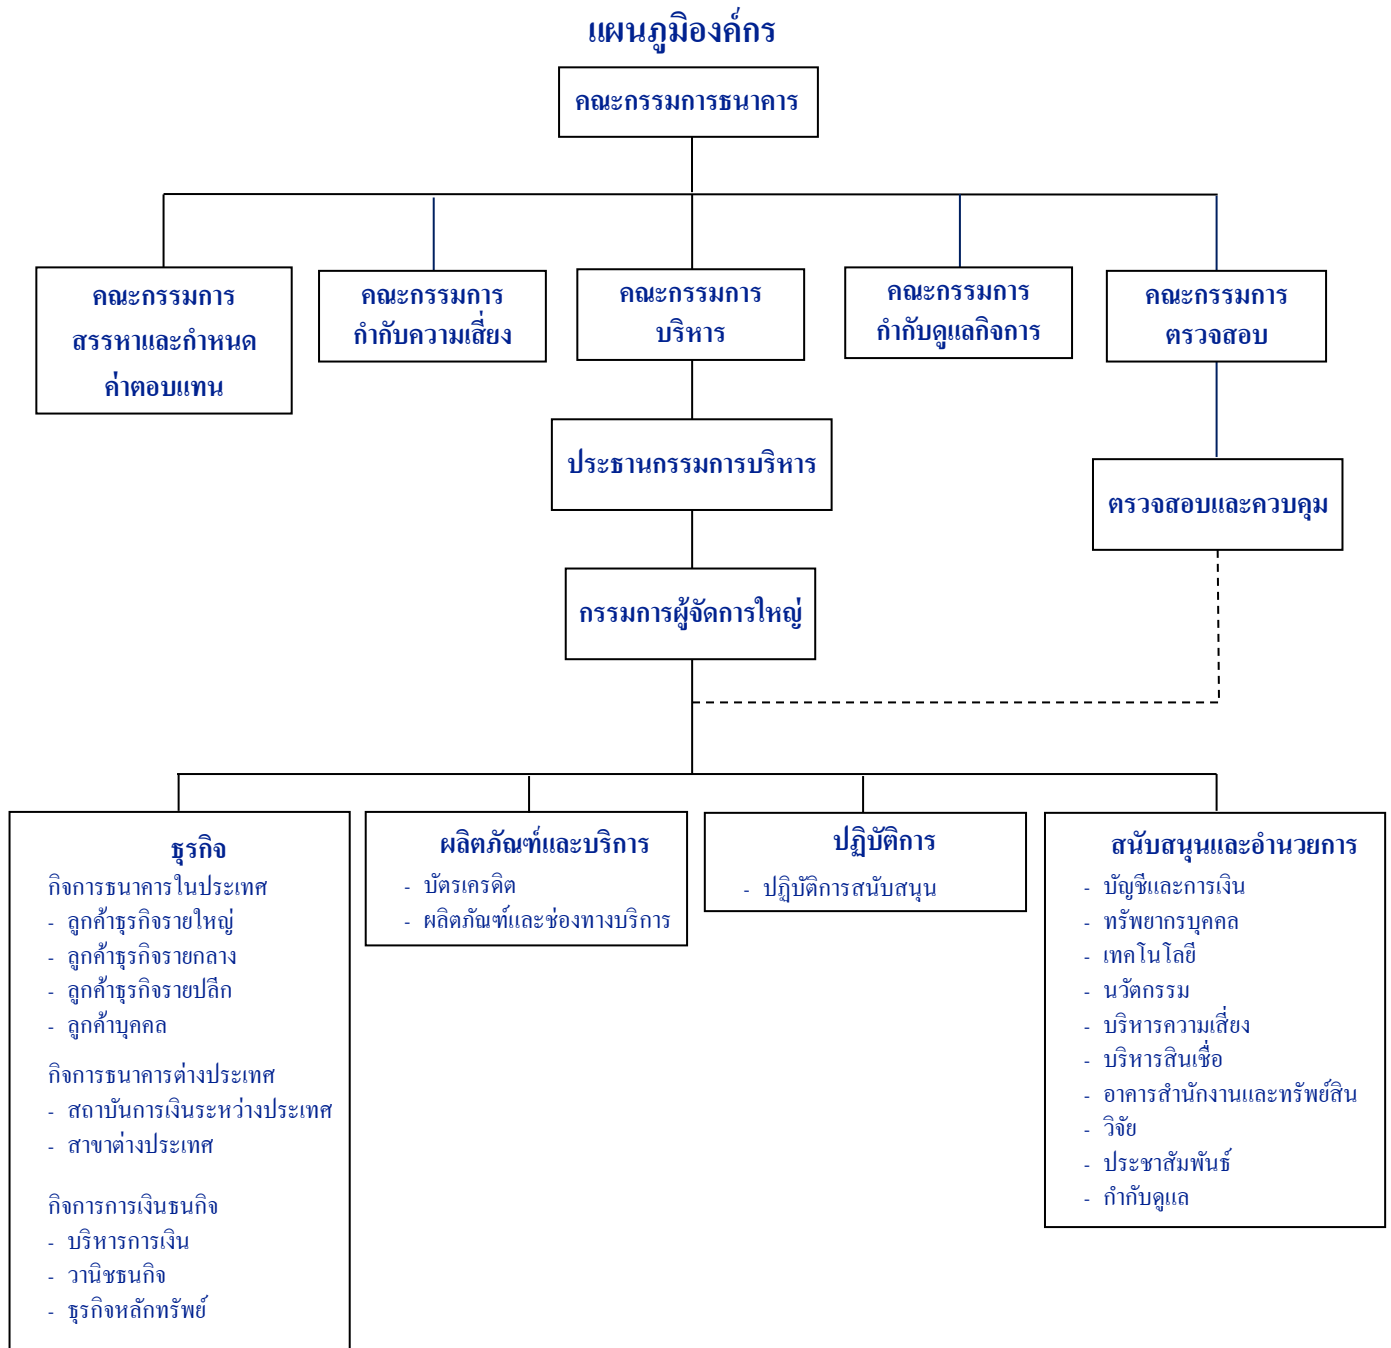 แผนภูมิองค์กร
คณะกรรมการธนาคาร
คณะกรรมการ
สรรหาและกำหนด
ค่าตอบแทน
คณะกรรมการ
กำกับความเสี่ยง
คณะกรรมการ
บริหาร
คณะกรรมการ
กำกับดูแลกิจการ
คณะกรรมการ
ตรวจสอบ
ประธานกรรมการบริหาร
ตรวจสอบและควบคุม
กรรมการผู้จัดการใหญ่
ธุรกิจ
กิจการธนาคารในประเทศ
- ลูกค้าธุรกิจรายใหญ่
- ลูกค้าธุรกิจรายกลาง
- ลูกค้าธุรกิจรายปลีก
- ลูกค้าบุคคล
กิจการธนาคารต่างประเทศ
- สถาบันการเงินระหว่างประเทศ
- สาขาต่างประเทศ
กิจการการเงินธนกิจ
- บริหารการเงิน
- วานิชธนกิจ
- ธุรกิจหลักทรัพย์
ผลิตภัณฑ์และบริการ
- บัตรเครดิต
- ผลิตภัณฑ์และช่องทางบริการ
ปฏิบัติการ
- ปฏิบัติการสนับสนุน
สนับสนุนและอำนวยการ
- บัญชีและการเงิน
- ทรัพยากรบุคคล
- เทคโนโลยี
- นวัตกรรม
- บริหารความเสี่ยง
- บริหารสินเชื่อ
- อาคารสำนักงานและทรัพย์สิน
- วิจัย
- ประชาสัมพันธ์
- กำกับดูแล